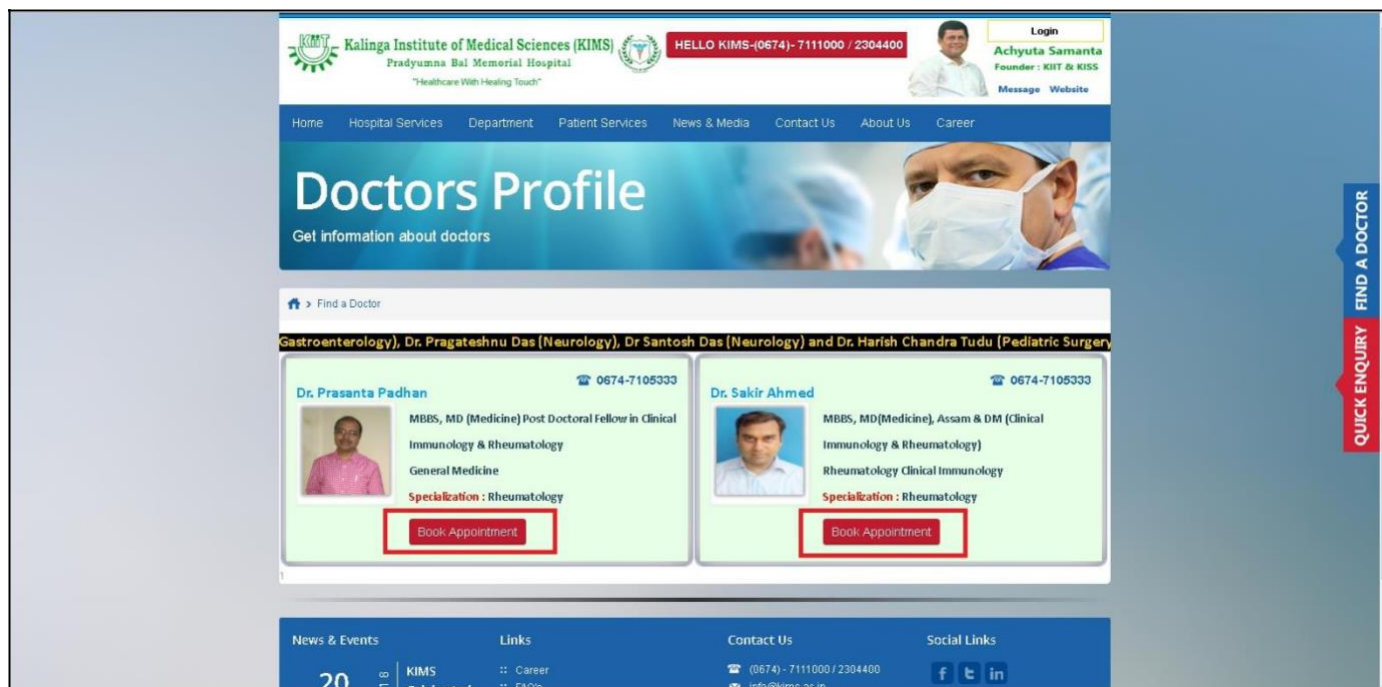 KIIT
Kalinga Institute of Medical Sciences (KIMS)
Pradyumna Bal Memorial Hospital
"Healthcare With Healing Touch"
HELLO KIMS-(0674)- 7111000 / 2304400
Login
Achyuta Samanta
Founder : KIIT & KISS
Message Website
Home Hospital Services Department Patient Services News & Media Contact Us About Us Career
Doctors Profile
Get information about doctors
> Find a Doctor
Gastroenterology), Dr. Pragateshnu Das (Neurology), Dr Santosh Das (Neurology) and Dr. Harish Chandra Tudu (Pediatric Surgery
0674-7105333
Dr. Prasanta Padhan
MBBS, MD (Medicine) Post Doctoral Fellow in Clinical
Immunology & Rheumatology
General Medicine
Specialization : Rheumatology
Book Appointment
0674-7105333
Dr. Sakir Ahmed
MBBS, MD(Medicine), Assam & DM (Clinical
Immunology & Rheumatology)
Rheumatology Clinical Immunology
Specialization : Rheumatology
Book Appointment
1
FIND A DOCTOR
QUICK ENQUIRY
News & Events
20
KIMS
Links
:: Career
:: FAQ's
Contact Us
(0674) - 7111000 / 2304400
info@kims.ac.in
Social Links
f t in